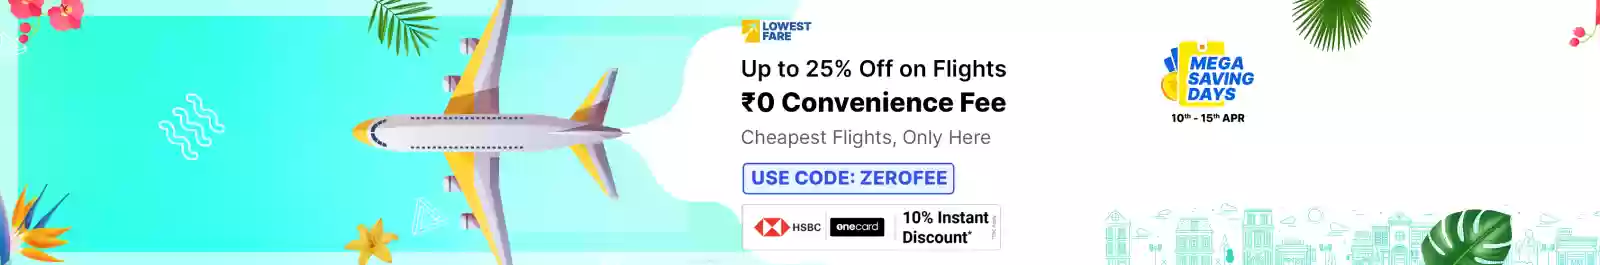 LOWEST
FARE
Up to 25% Off on Flights
₹0 Convenience Fee
Cheapest Flights, Only Here
USE CODE: ZEROFEE
HSBC
onecard
10% Instant
Discount*
MEGA
SAVING
DAYS
10th - 15th APR